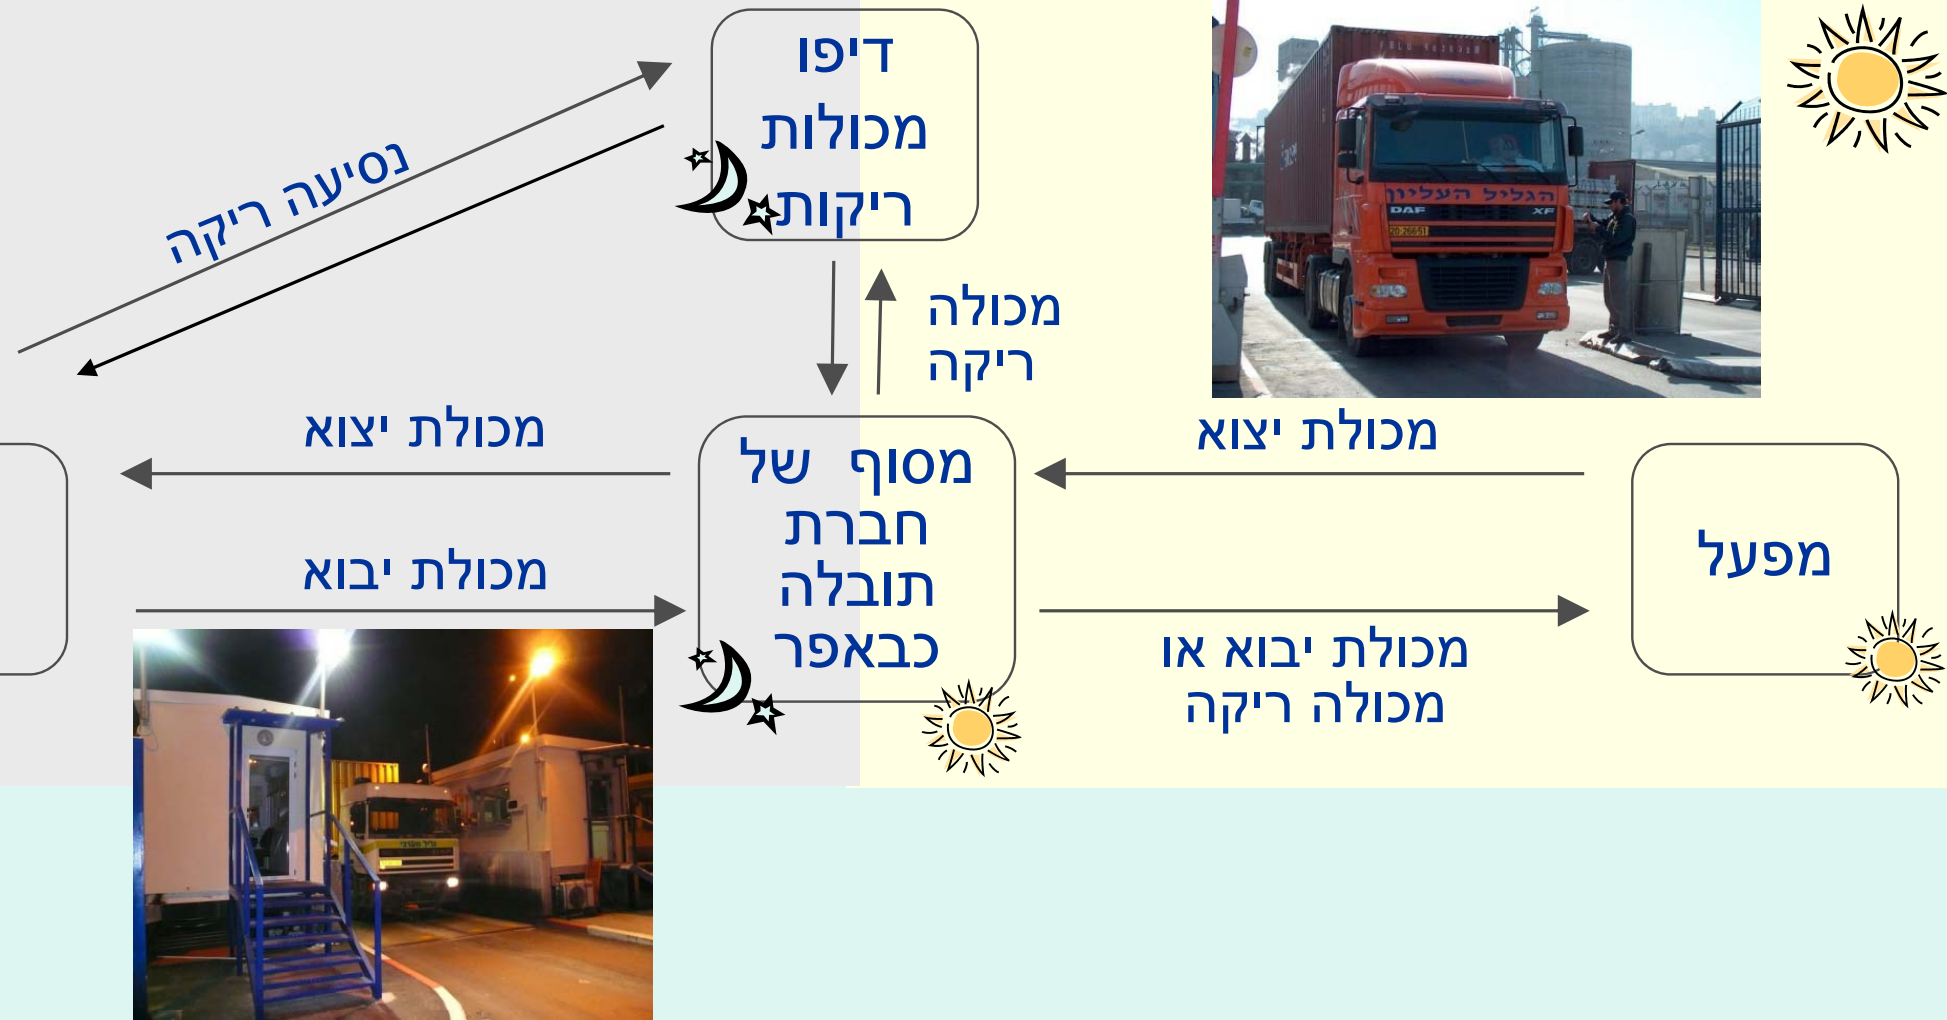 דיפו
מכולות
ריקות
נסיעה ריקה
מכולה
ריקה
מכולת יצוא
מכולת יצוא
מסוף של
חברת
תובלה
כבאפר
מפעל
מכולת יבוא
מכולת יבוא או
מכולה ריקה
הגליל העליון
DAF XF